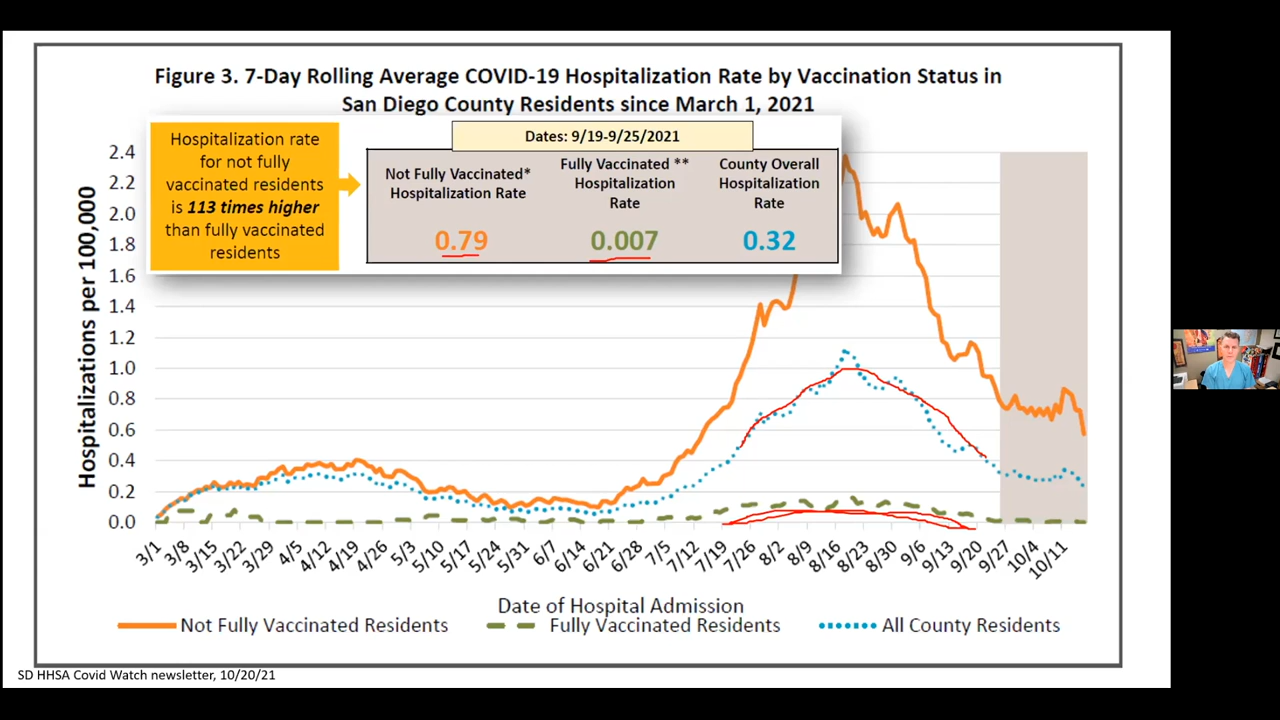 Figure 3. 7-Day Rolling Average COVID-19 Hospitalization Rate by Vaccination Status in
San Diego County Residents since March 1, 2021
Hospitalization rate
for not fully
vaccinated residents
is 113 times higher
than fully vaccinated
residents
Dates: 9/19-9/25/2021
Not Fully Vaccinated*
Hospitalization Rate
0.79
Fully Vaccinated **
Hospitalization
Rate
0.007
County Overall
Hospitalization
Rate
0.32
Hospitalizations per 100,000
2.4
2.2
2.0
1.8
1.6
1.4
1.2
1.0
0.8
0.6
0.4
0.2
0.0
3/1 3/8 3/15 3/22 3/29 4/5 4/12 4/19 4/26 5/3 5/10 5/17 5/24 5/31 6/7 6/14 6/21 6/28 7/5 7/12 7/19 7/26 8/2 8/9 8/16 8/23 8/30 9/6 9/13 9/20 9/27 10/4 10/11
Date of Hospital Admission
Not Fully Vaccinated Residents Fully Vaccinated Residents All County Residents
SD HHSA Covid Watch newsletter, 10/20/21